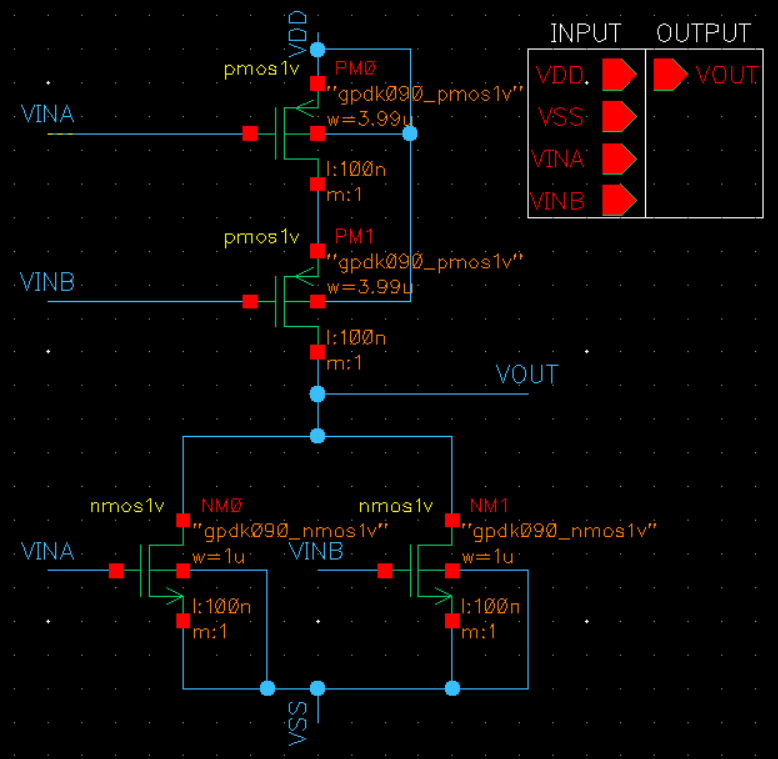 INPUT OUTPUT
VDD
VDD VOUT
VSS
VINA
VINB
pmos1v PM0
"gpdk090_pmos1v"
VINA
w=3.99u
l:100n
m:1
pmos1v PM1
"gpdk090_pmos1v"
VINB
w=3.99u
l:100n
m:1
VOUT
nmos1v NM0
"gpdk090_nmos1v"
VINA
w=1u
l:100n
m:1
nmos1v NM1
"gpdk090_nmos1v"
VINB
w=1u
l:100n
m:1
VSS